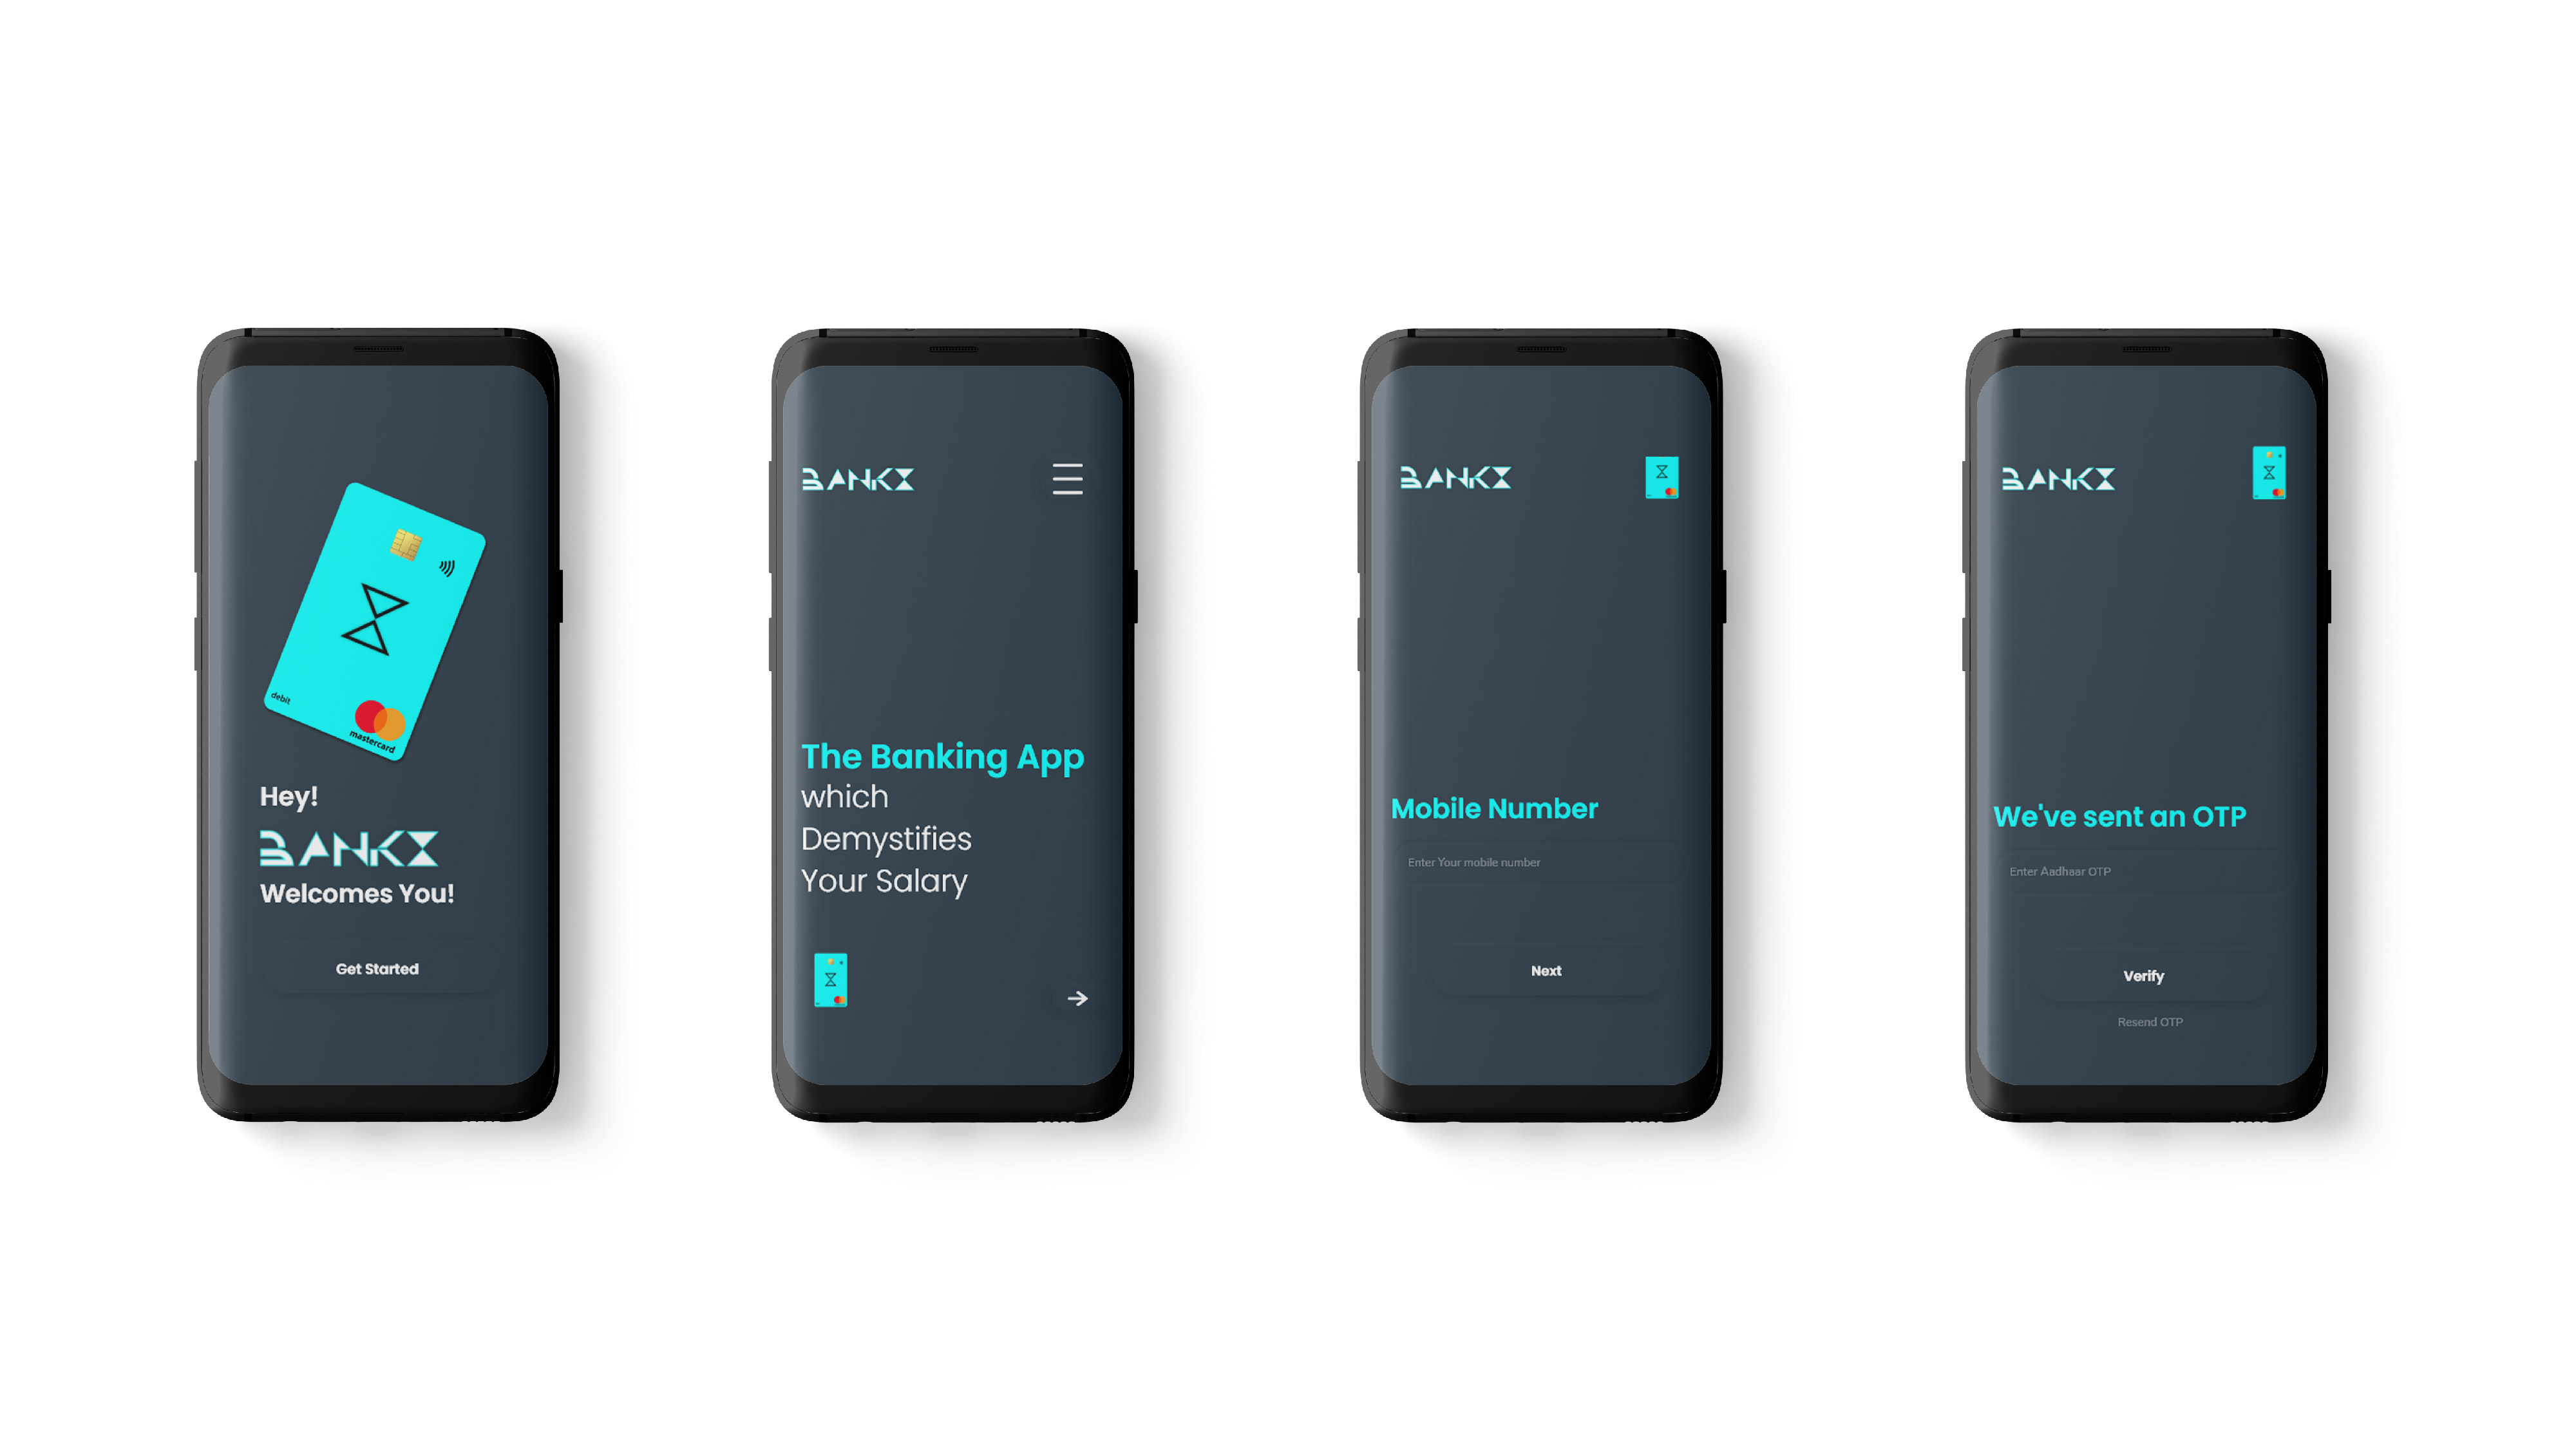 debit
mastercard
Hey!
BANKX
Welcomes You!
Get Started
BANKX
The Banking App
which
Demystifies
Your Salary
BANKX
Mobile Number
Enter Your mobile number
Next
BANKX
We've sent an OTP
Enter Aadhaar OTP
Verify
Resend OTP